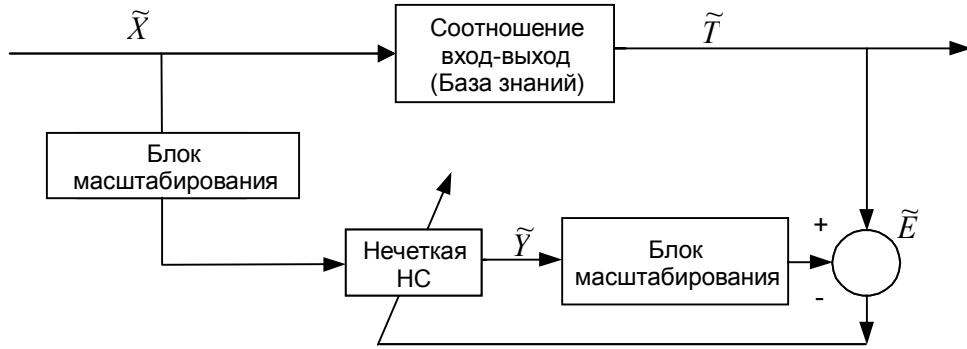 X̃
Соотношение
вход-выход
(База знаний)
T̃
Блок
масштабирования
Нечеткая
НС
Ỹ
Блок
масштабирования
+
Ẽ
-